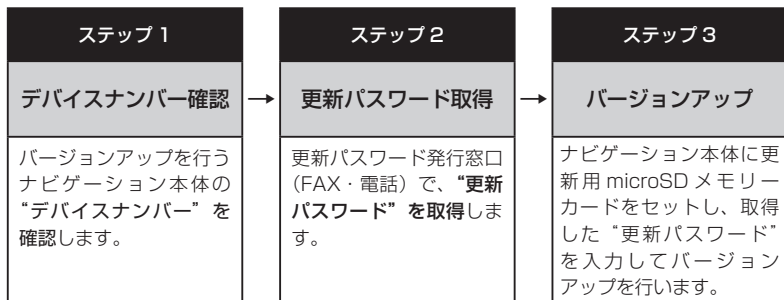 ステップ 1
デバイスナンバー確認
バージョンアップを行う
ナビゲーション本体の
“デバイスナンバー”を
確認します。
→
ステップ 2
更新パスワード取得
更新パスワード発行窓口
（FAX・電話）で、“更新
パスワード”を取得しま
す。
→
ステップ 3
バージョンアップ
ナビゲーション本体に更
新用 microSD メモリー
カードをセットし、取得
した“更新パスワード”
を入力してバージョン
アップを行います。